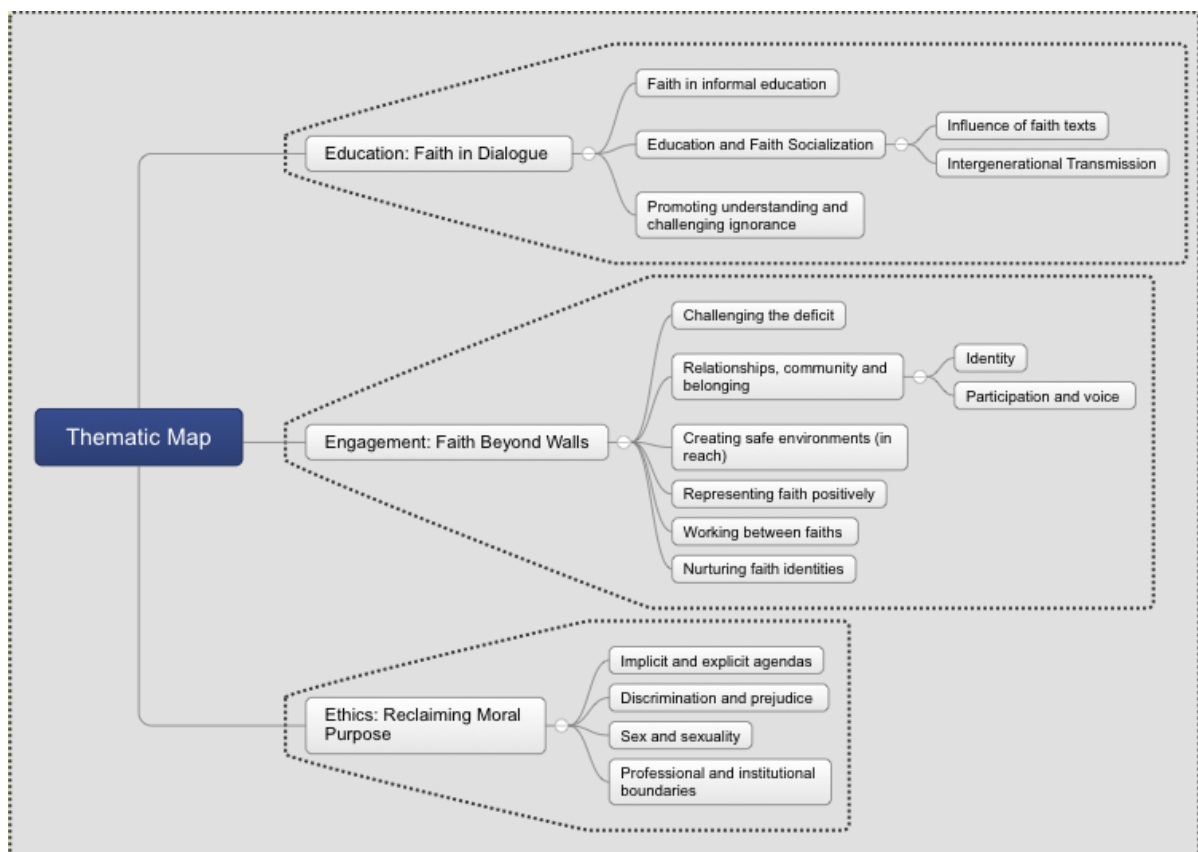 Thematic Map
Education: Faith in Dialogue
Faith in informal education
Education and Faith Socialization
Influence of faith texts
Intergenerational Transmission
Promoting understanding and
challenging ignorance
Engagement: Faith Beyond Walls
Challenging the deficit
Relationships, community and
belonging
Identity
Participation and voice
Creating safe environments (in
reach)
Representing faith positively
Working between faiths
Nurturing faith identities
Ethics: Reclaiming Moral
Purpose
Implicit and explicit agendas
Discrimination and prejudice
Sex and sexuality
Professional and institutional
boundaries